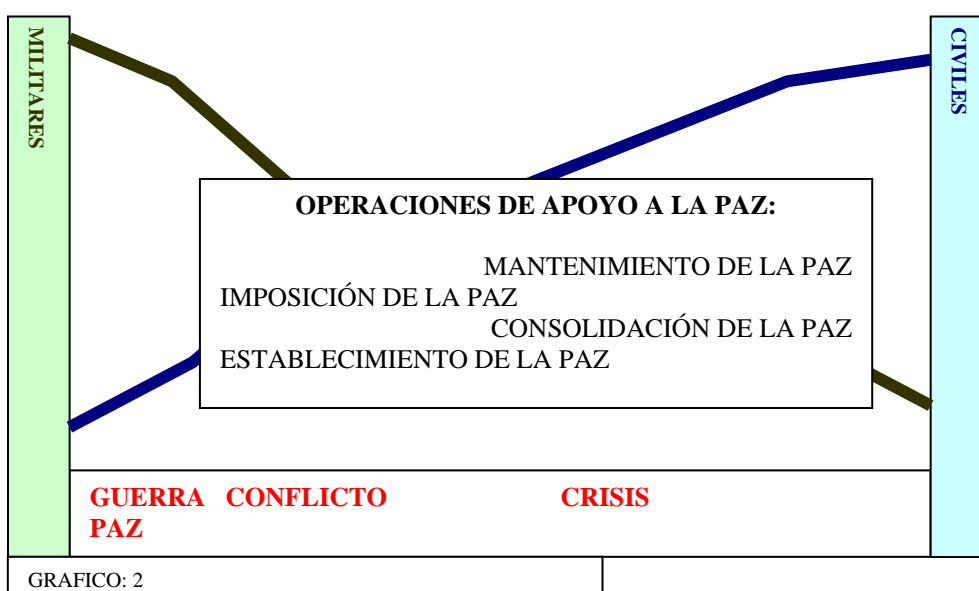 MILITARES
CIVILES
OPERACIONES DE APOYO A LA PAZ:
MANTENIMIENTO DE LA PAZ
IMPOSICIÓN DE LA PAZ
CONSOLIDACIÓN DE LA PAZ
ESTABLECIMIENTO DE LA PAZ
GUERRA CONFLICTO CRISIS
PAZ
GRAFICO: 2